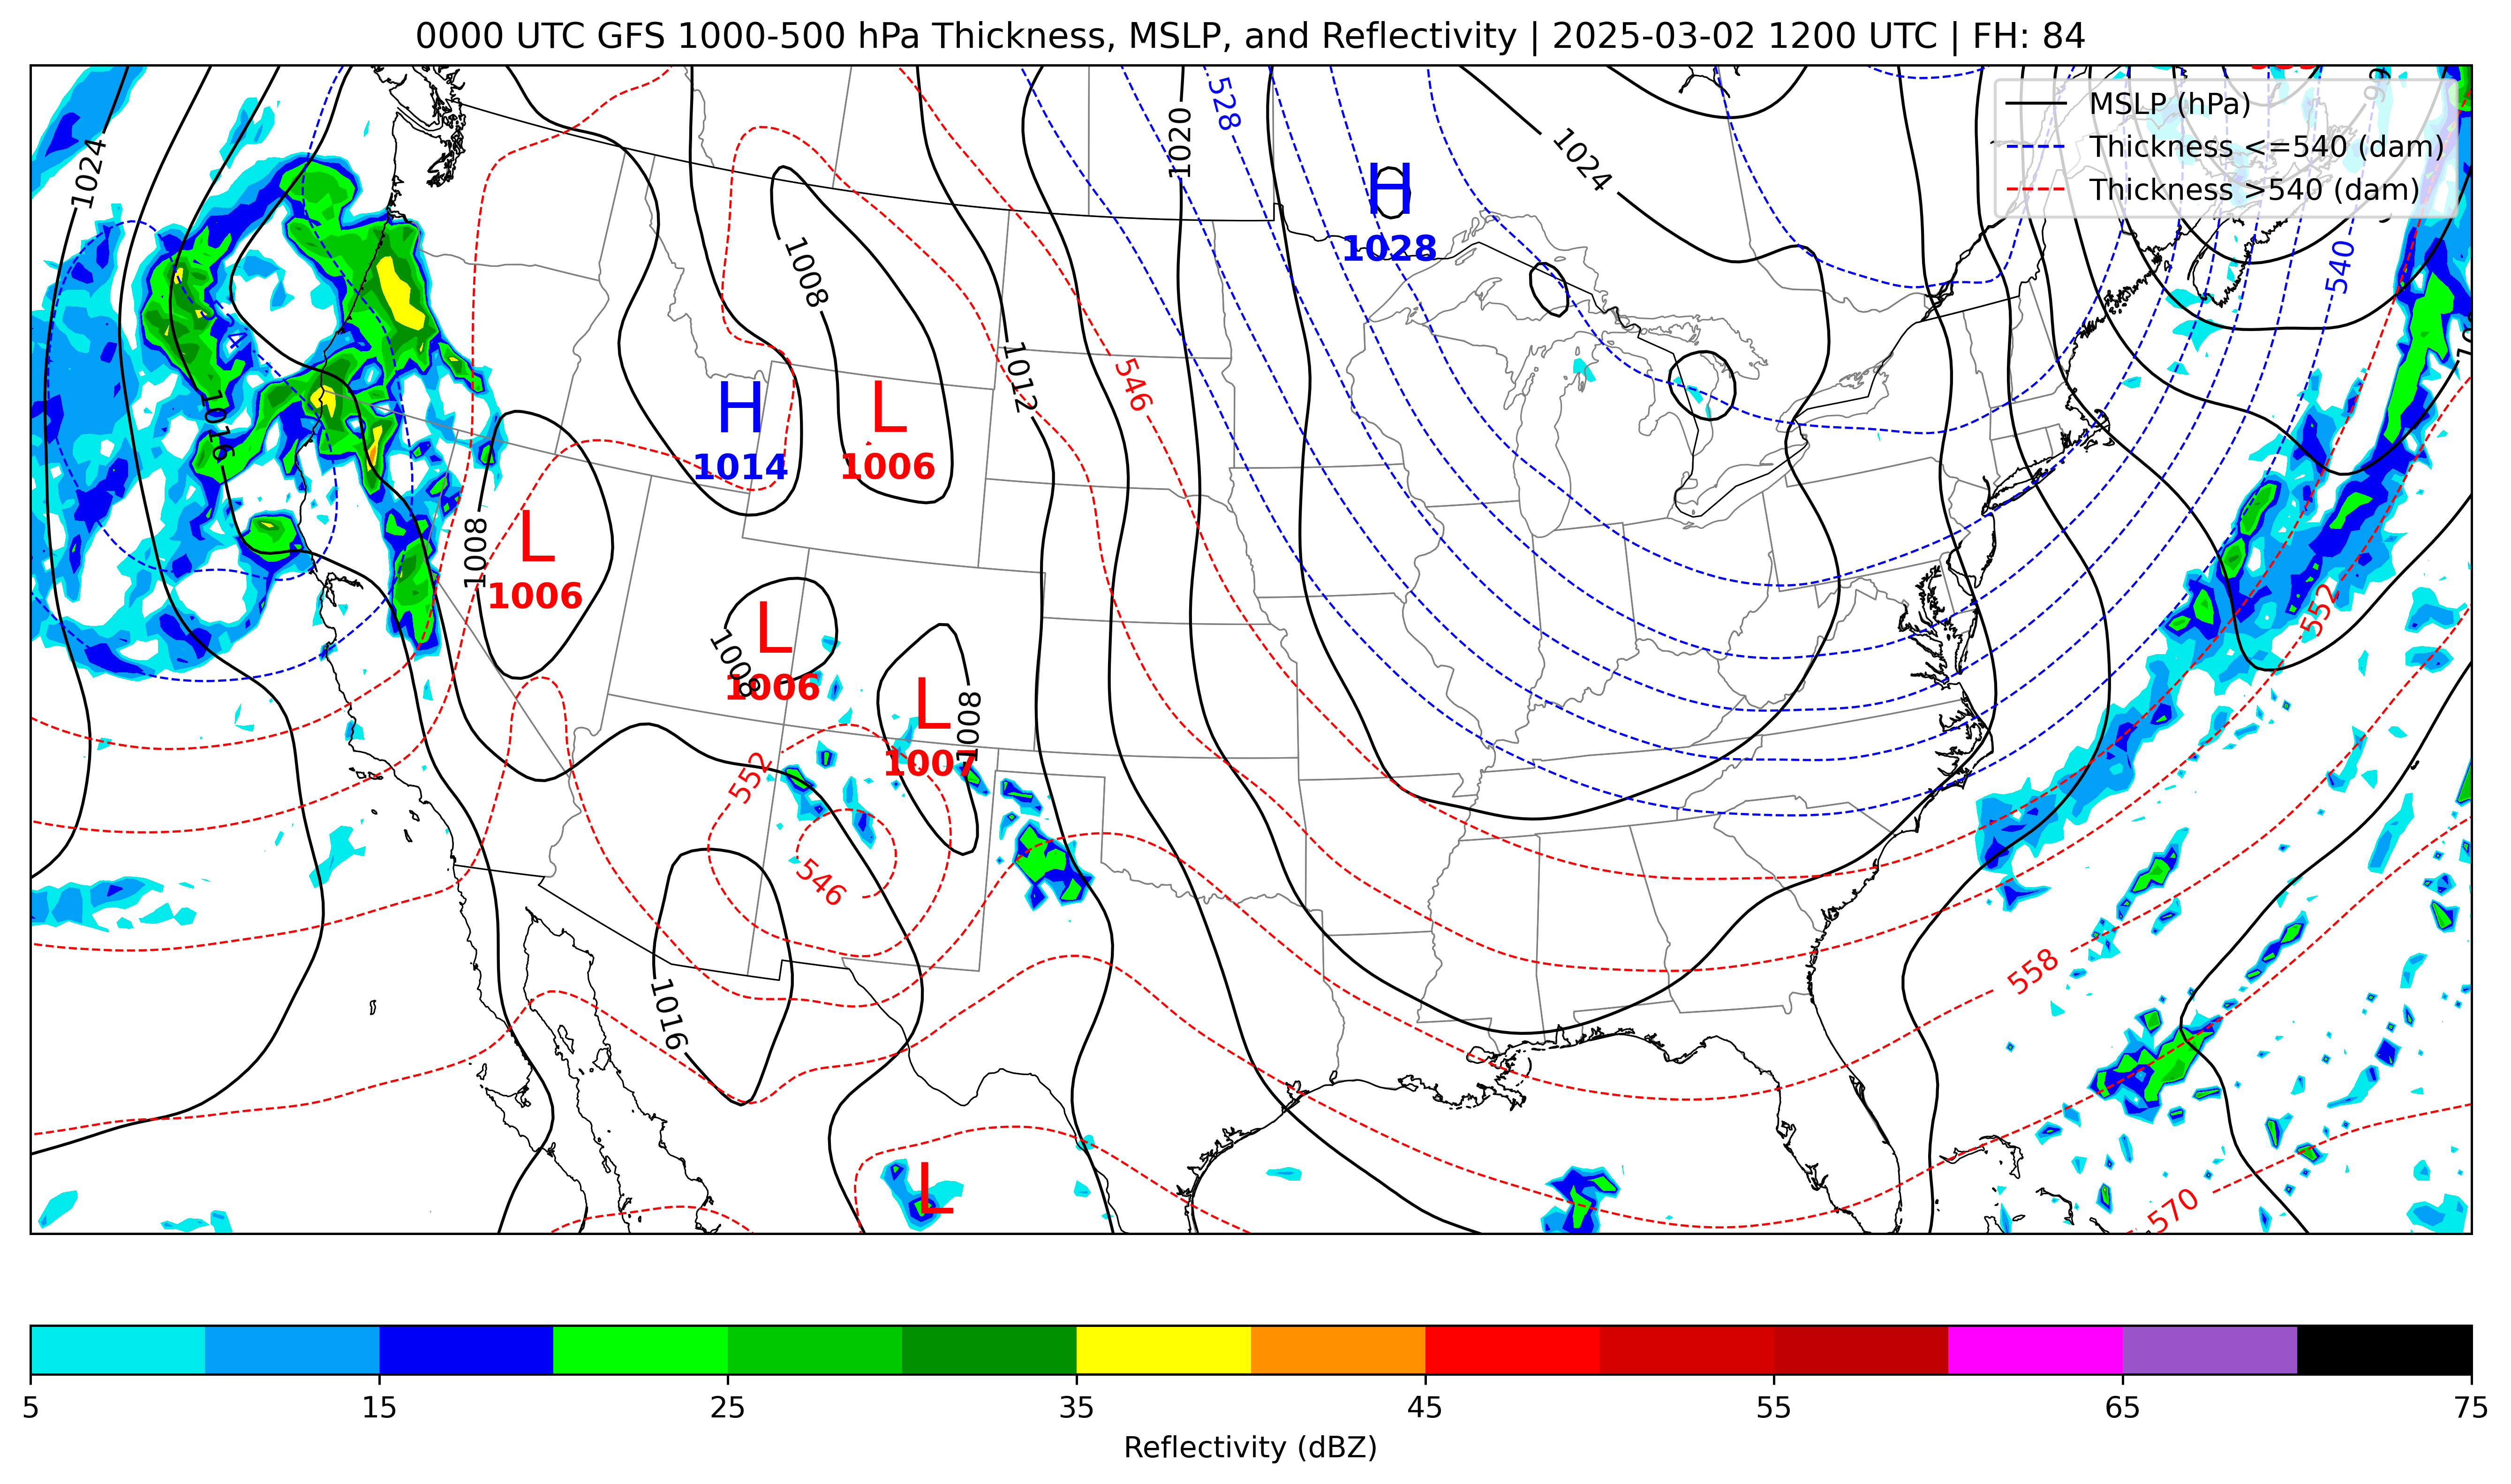 0000 UTC GFS 1000-500 hPa Thickness, MSLP, and Reflectivity | 2025-03-02 1200 UTC | FH: 84
MSLP (hPa)
Thickness <=540 (dam)
Thickness >540 (dam)
1024
528
1020
1024
H
1028
540
1008
1012
546
H
1014
L
1006
1016
L
1006
1008
552
L
1006
1008
L
1007
1008
552
546
558
1016
L
570
5
15
25
35
45
55
65
75
Reflectivity (dBZ)